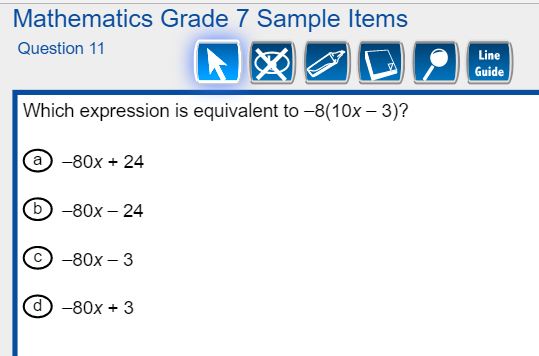 Mathematics Grade 7 Sample Items
Question 11
Line
Guide
Which expression is equivalent to –8(10x – 3)?
a –80x + 24
b –80x – 24
c –80x – 3
d –80x + 3